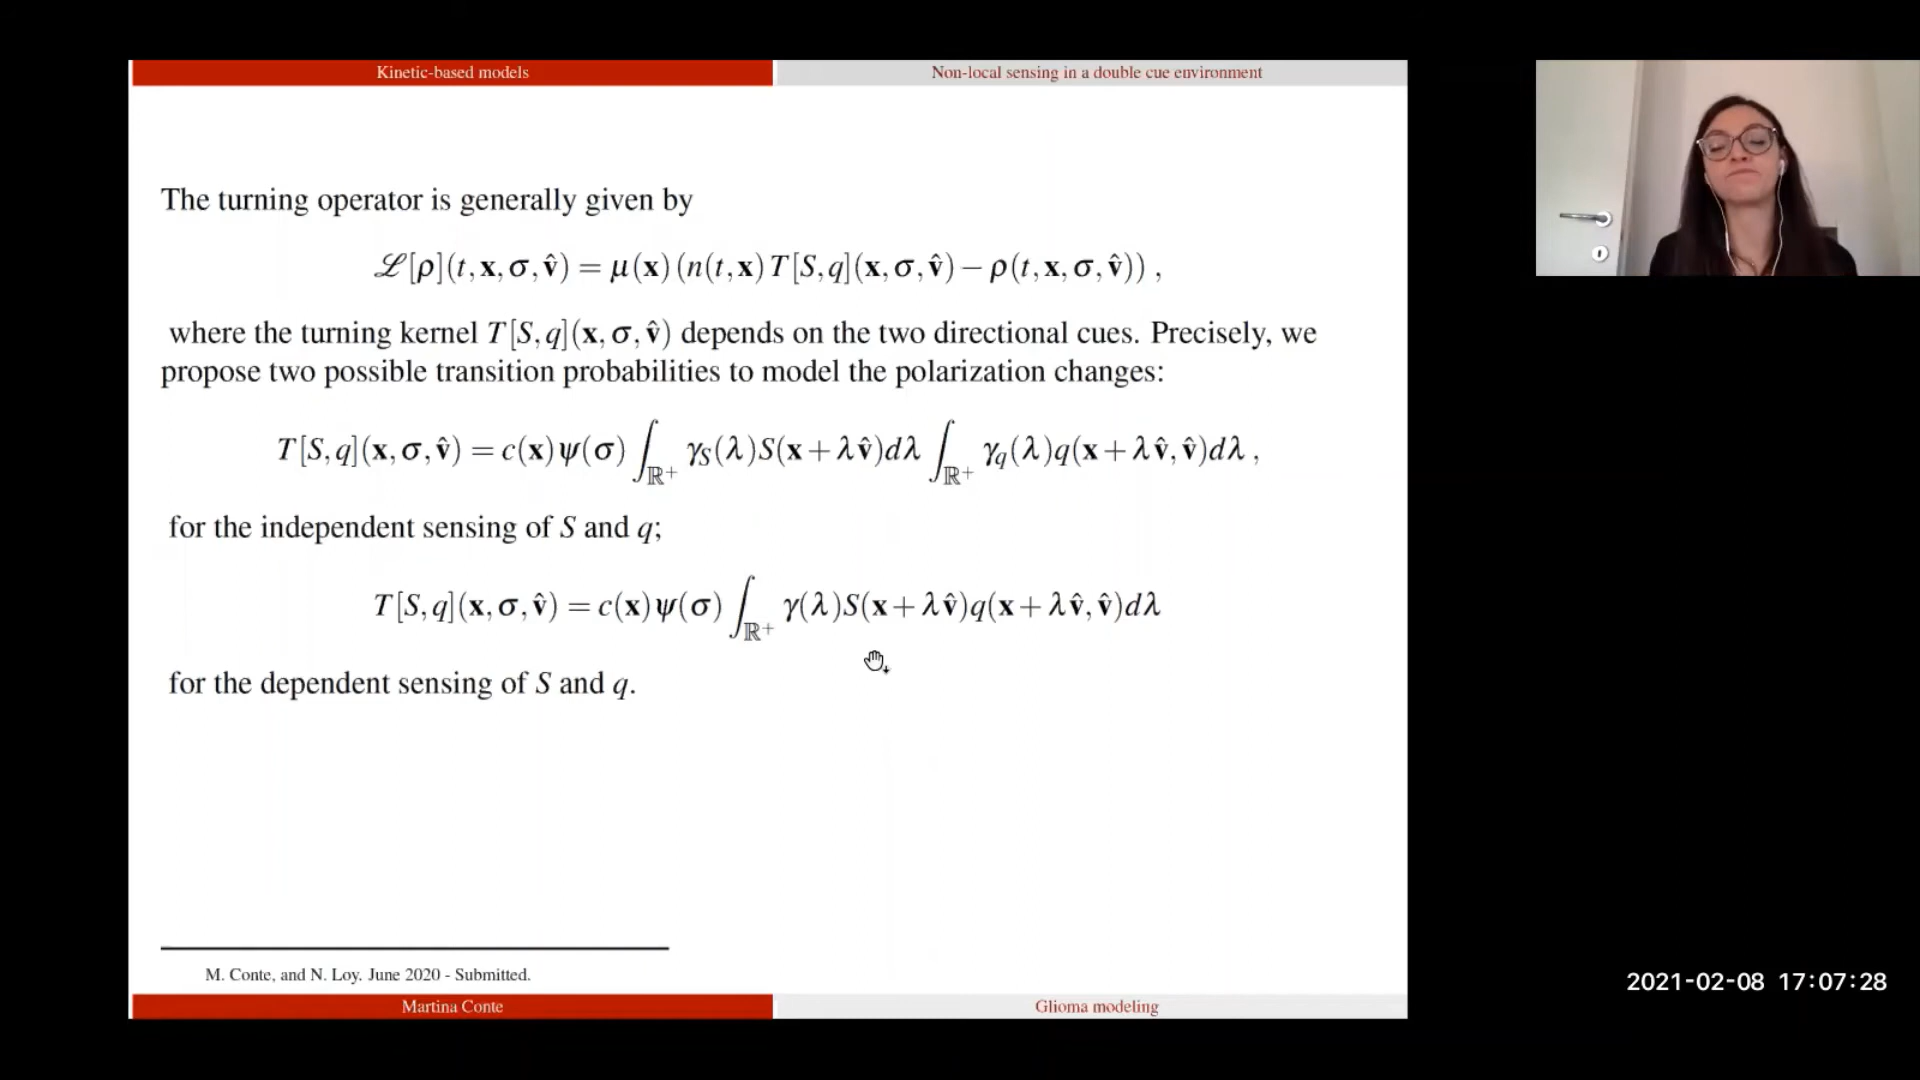 Kinetic-based models
Non-local sensing in a double cue environment
The turning operator is generally given by
ℒ[ρ](t,x,σ,v̂) = μ(x)(n(t,x)T[S,q](x,σ,v̂) − ρ(t,x,σ,v̂)) ,
where the turning kernel T[S,q](x,σ,v̂) depends on the two directional cues. Precisely, we
propose two possible transition probabilities to model the polarization changes:
T[S,q](x,σ,v̂) = c(x)ψ(σ) ∫_ℝ⁺ γ_S(λ)S(x+λv̂)dλ ∫_ℝ⁺ γ_q(λ)q(x+λv̂,v̂)dλ ,
for the independent sensing of S and q;
T[S,q](x,σ,v̂) = c(x)ψ(σ) ∫_ℝ⁺ γ(λ)S(x+λv̂)q(x+λv̂,v̂)dλ
for the dependent sensing of S and q.
M. Conte, and N. Loy. June 2020 - Submitted.
Martina Conte
Glioma modeling
2021-02-08 17:07:28